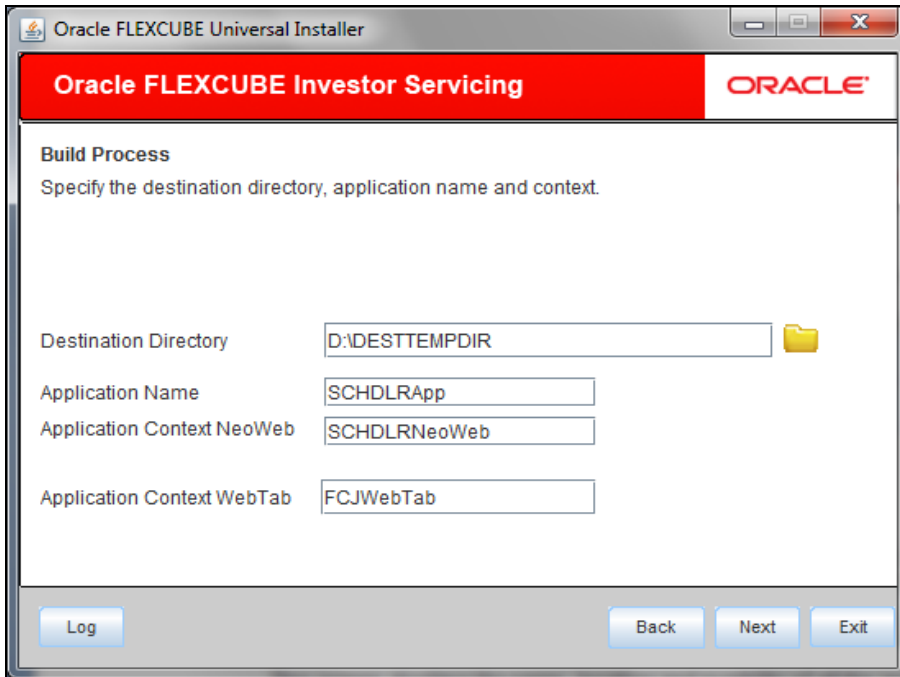 Oracle FLEXCUBE Universal Installer
Oracle FLEXCUBE Investor Servicing
ORACLE
Build Process
Specify the destination directory, application name and context.
Destination Directory D:\DESTTEMPDIR
Application Name SCHDLRApp
Application Context NeoWeb SCHDLRNeoWeb
Application Context WebTab FCJWebTab
Log Back Next Exit